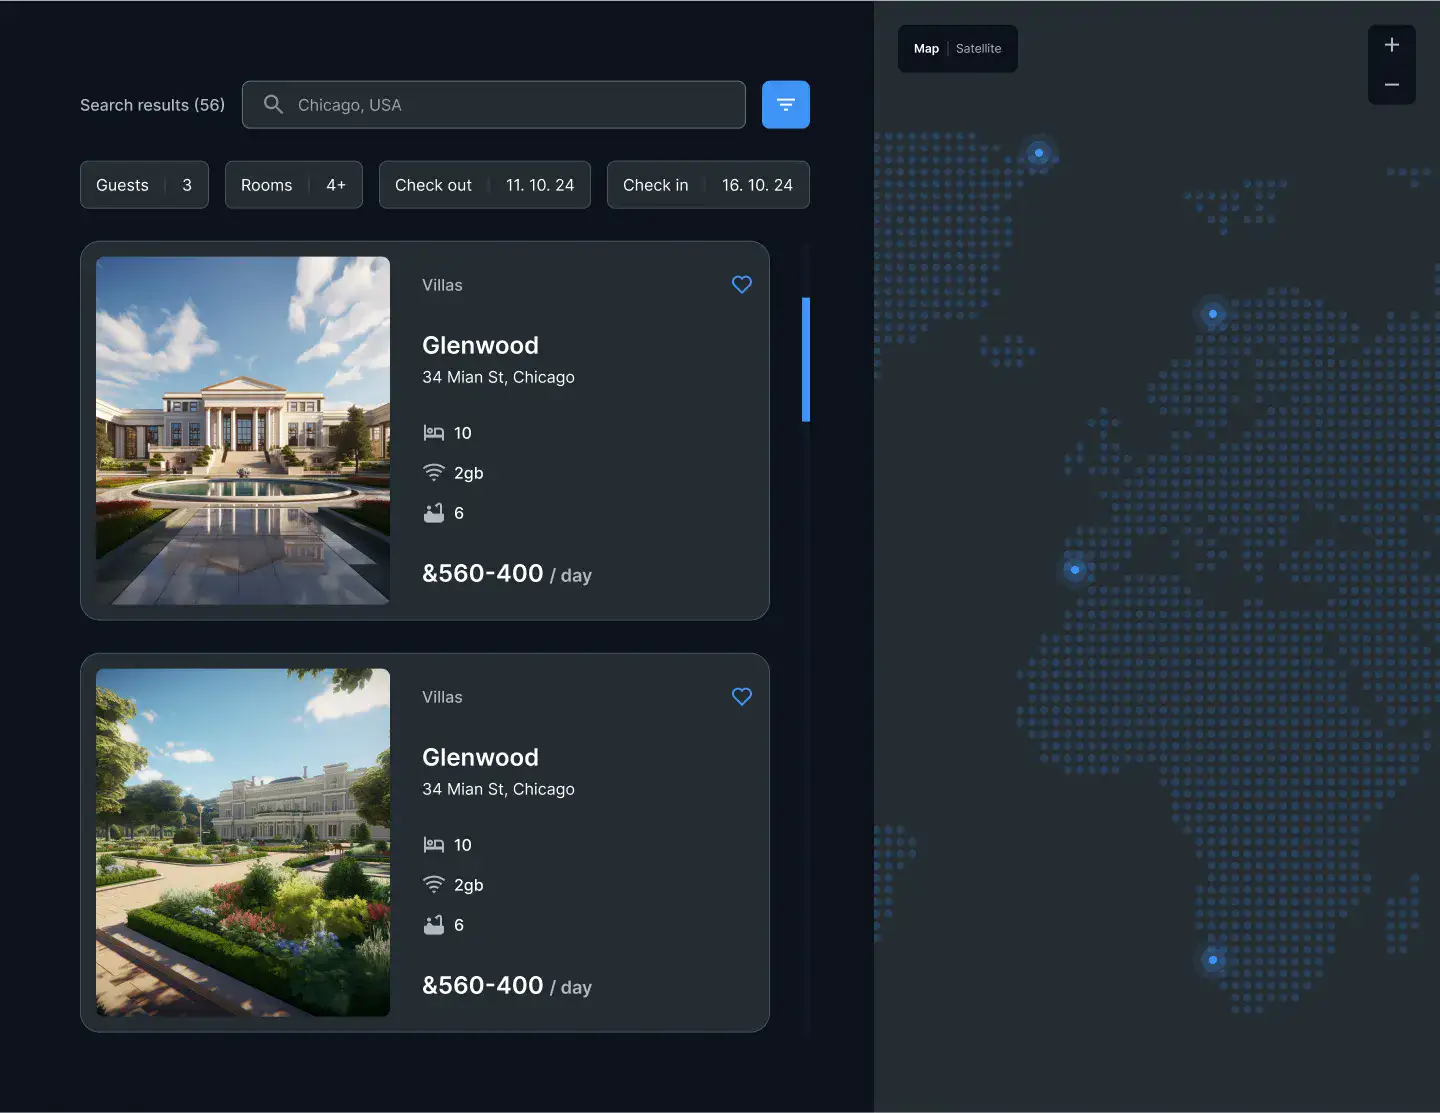 Search results (56)
Chicago, USA
Guests 3
Rooms 4+
Check out 11. 10. 24
Check in 16. 10. 24
Villas
Glenwood
34 Mian St, Chicago
10
2gb
6
&560-400 / day
Villas
Glenwood
34 Mian St, Chicago
10
2gb
6
&560-400 / day
Map | Satellite
+
−